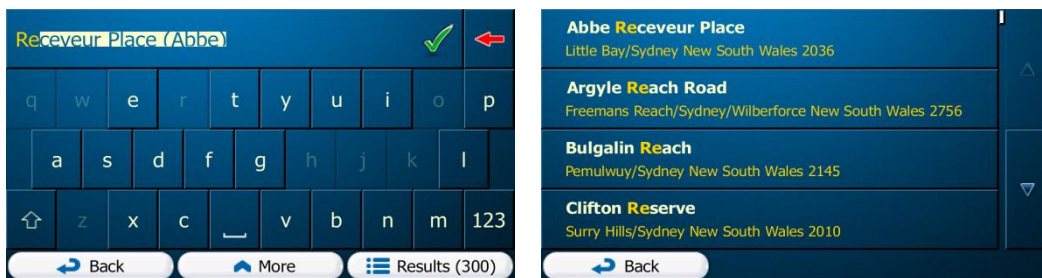 Receveur Place (Abbe)
q w e r t y u i o p
a s d f g h j k l
z x c v b n m 123
Back More Results (300)
Abbe Receveur Place
Little Bay/Sydney New South Wales 2036
Argyle Reach Road
Freemans Reach/Sydney/Wilberforce New South Wales 2756
Bulgalin Reach
Pemulwuy/Sydney New South Wales 2145
Clifton Reserve
Surry Hills/Sydney New South Wales 2010
Back